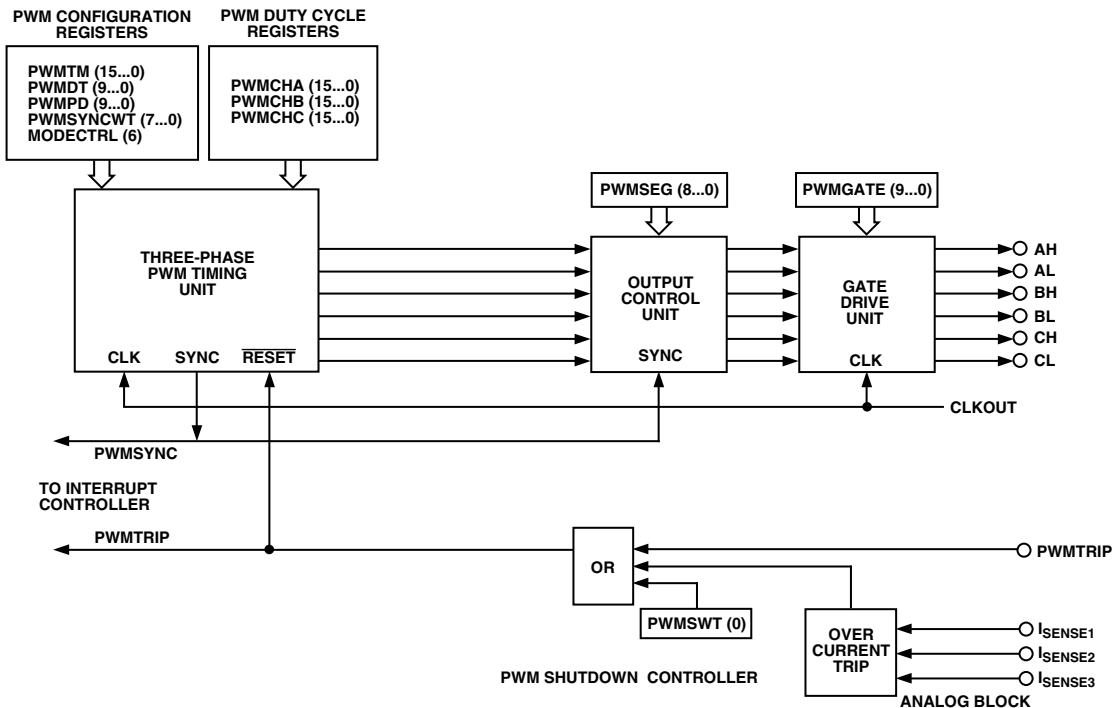 PWM CONFIGURATION
REGISTERS
PWM DUTY CYCLE
REGISTERS
PWMTM (15...0)
PWMDT (9...0)
PWMPD (9...0)
PWMSYNCWT (7...0)
MODECTRL (6)
PWMCHA (15...0)
PWMCHB (15...0)
PWMCHC (15...0)
PWMSEG (8...0)
PWMGATE (9...0)
THREE-PHASE
PWM TIMING
UNIT
CLK SYNC RESET
OUTPUT
CONTROL
UNIT
SYNC
GATE
DRIVE
UNIT
CLK
AH
AL
BH
BL
CH
CL
CLKOUT
PWMSYNC
TO INTERRUPT
CONTROLLER
PWMTRIP
OR
PWMTRIP
PWMSWT (0)
OVER
CURRENT
TRIP
ISENSE1
ISENSE2
ISENSE3
PWM SHUTDOWN CONTROLLER
ANALOG BLOCK